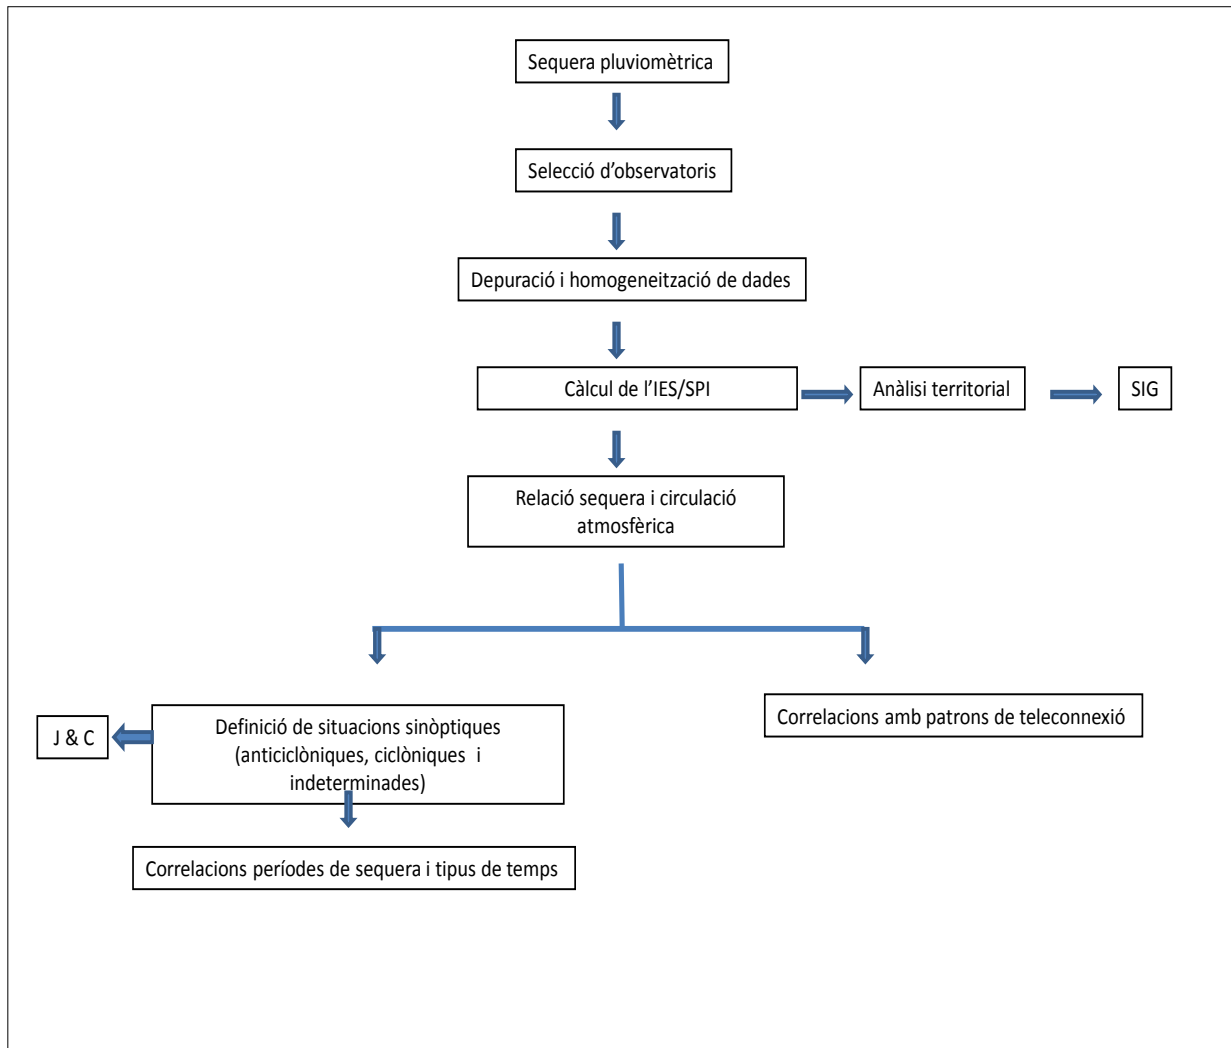 Sequera pluviomètrica
Selecció d’observatoris
Depuració i homogeneització de dades
Càlcul de l’IES/SPI
Anàlisi territorial
SIG
Relació sequera i circulació
atmosfèrica
J & C
Definició de situacions sinòptiques
(anticiclòniques, ciclòniques i
indeterminades)
Correlacions amb patrons de teleconnexió
Correlacions períodes de sequera i tipus de temps